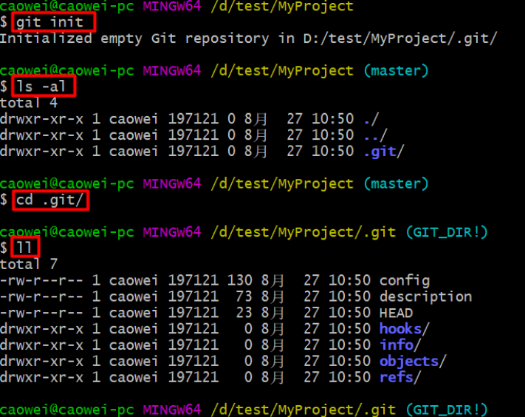 caowei@caowei-pc MINGW64 /d/test/MyProject
$ git init
Initialized empty Git repository in D:/test/MyProject/.git/
caowei@caowei-pc MINGW64 /d/test/MyProject (master)
$ ls -al
total 4
drwxr-xr-x 1 caowei 197121 0 8月 27 10:50 ./
drwxr-xr-x 1 caowei 197121 0 8月 27 10:50 ../
drwxr-xr-x 1 caowei 197121 0 8月 27 10:50 .git/
caowei@caowei-pc MINGW64 /d/test/MyProject (master)
$ cd .git/
caowei@caowei-pc MINGW64 /d/test/MyProject/.git (GIT_DIR!)
$ ll
total 7
-rw-r--r-- 1 caowei 197121 130 8月 27 10:50 config
-rw-r--r-- 1 caowei 197121 73 8月 27 10:50 description
-rw-r--r-- 1 caowei 197121 23 8月 27 10:50 HEAD
drwxr-xr-x 1 caowei 197121 0 8月 27 10:50 hooks/
drwxr-xr-x 1 caowei 197121 0 8月 27 10:50 info/
drwxr-xr-x 1 caowei 197121 0 8月 27 10:50 objects/
drwxr-xr-x 1 caowei 197121 0 8月 27 10:50 refs/
caowei@caowei-pc MINGW64 /d/test/MyProject/.git (GIT_DIR!)